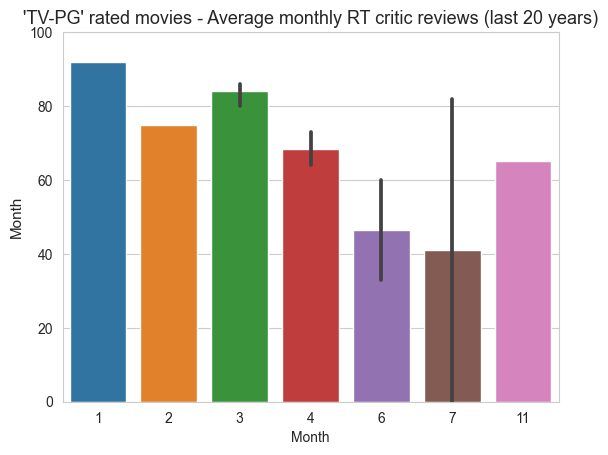 'TV-PG' rated movies - Average monthly RT critic reviews (last 20 years)
100
80
60
40
20
0
Month
1 2 3 4 6 7 11
Month